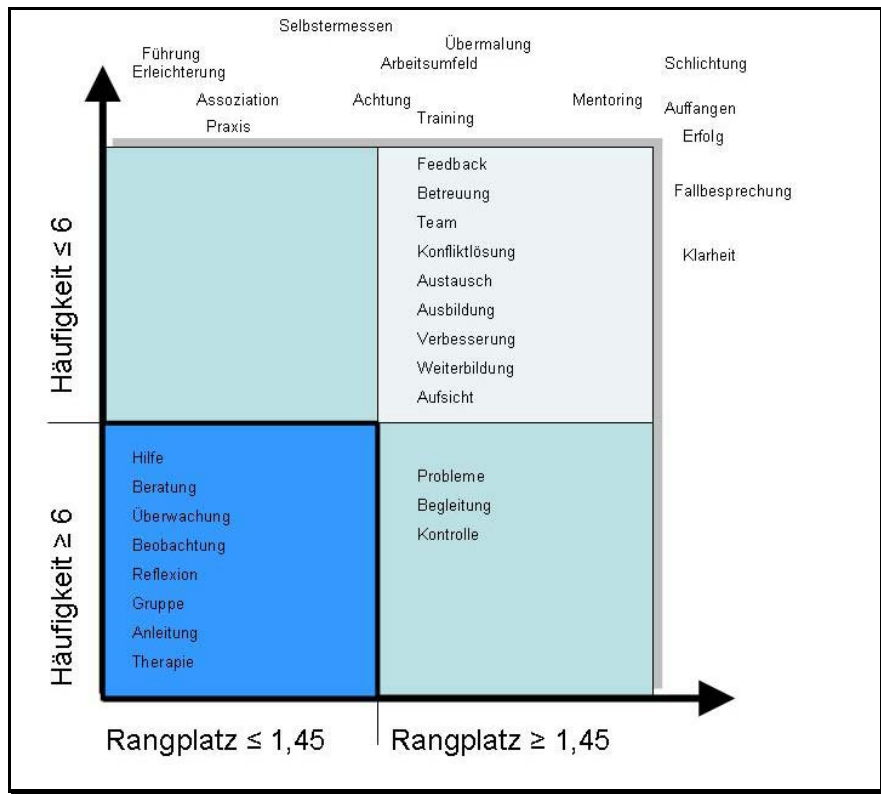 Selbstermessen
Übermalung
Führung
Erleichterung
Arbeitsumfeld
Schlichtung
Assoziation
Achtung
Mentoring
Auffangen
Praxis
Training
Erfolg
Feedback
Betreuung
Fallbesprechung
Team
Konfliktlösung
Klarheit
Austausch
Ausbildung
Verbesserung
Weiterbildung
Aufsicht
Häufigkeit ≤ 6
Hilfe
Beratung
Überwachung
Beobachtung
Reflexion
Gruppe
Anleitung
Therapie
Probleme
Begleitung
Kontrolle
Häufigkeit ≥ 6
Rangplatz ≤ 1,45
Rangplatz ≥ 1,45